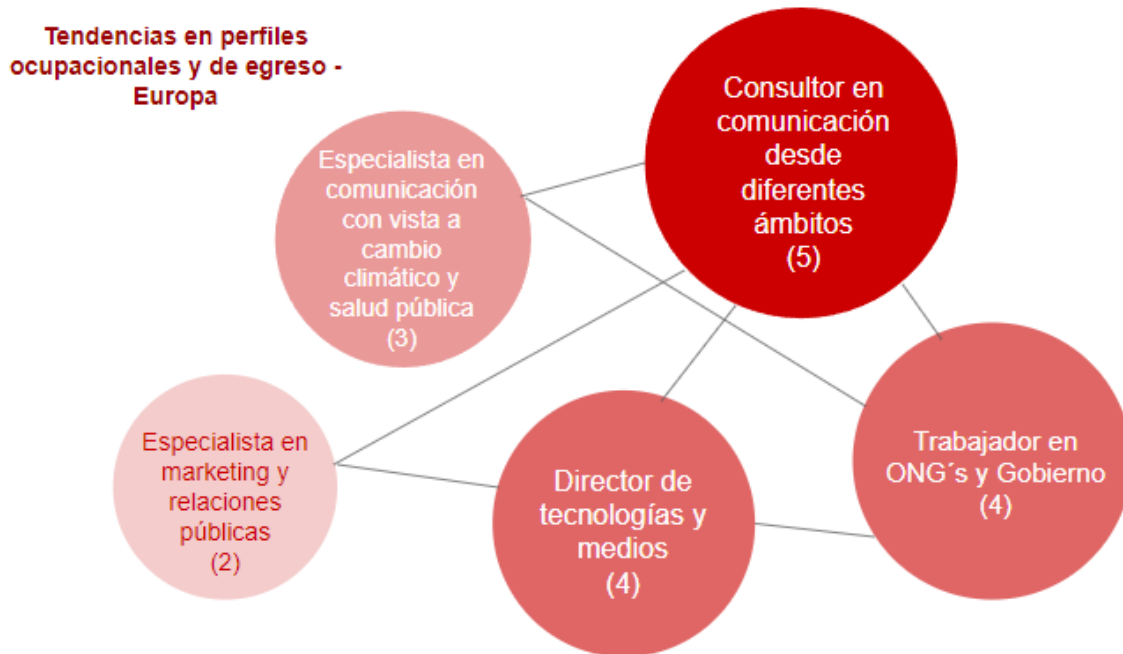 Tendencias en perfiles
ocupacionales y de egreso -
Europa
Consultor en
comunicación
desde
diferentes
ámbitos
(5)
Especialista en
comunicación
con vista a
cambio
climático y
salud pública
(3)
Especialista en
marketing y
relaciones
públicas
(2)
Director de
tecnologías y
medios
(4)
Trabajador en
ONG´s y Gobierno
(4)